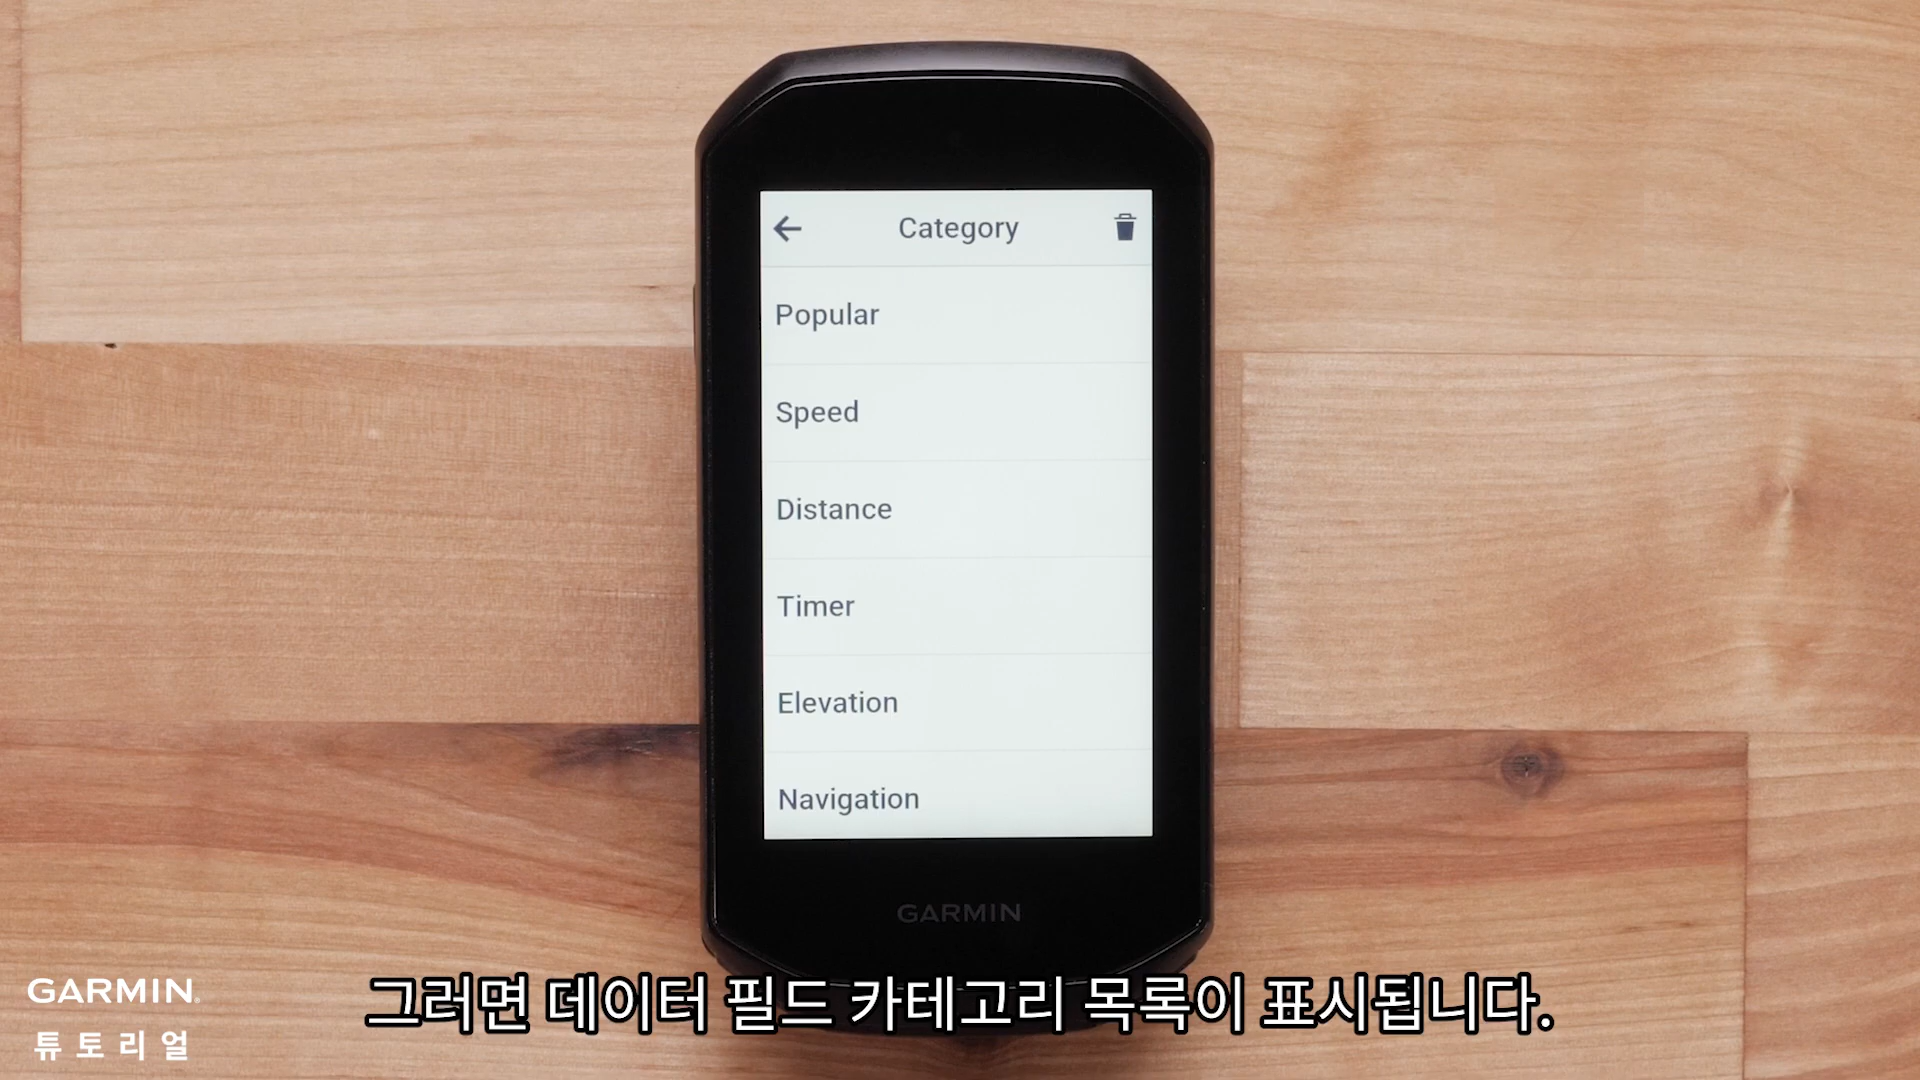 Category
Popular
Speed
Distance
Timer
Elevation
Navigation
GARMIN
그러면 데이터 필드 카테고리 목록이 표시됩니다.
GARMIN®
튜토리얼